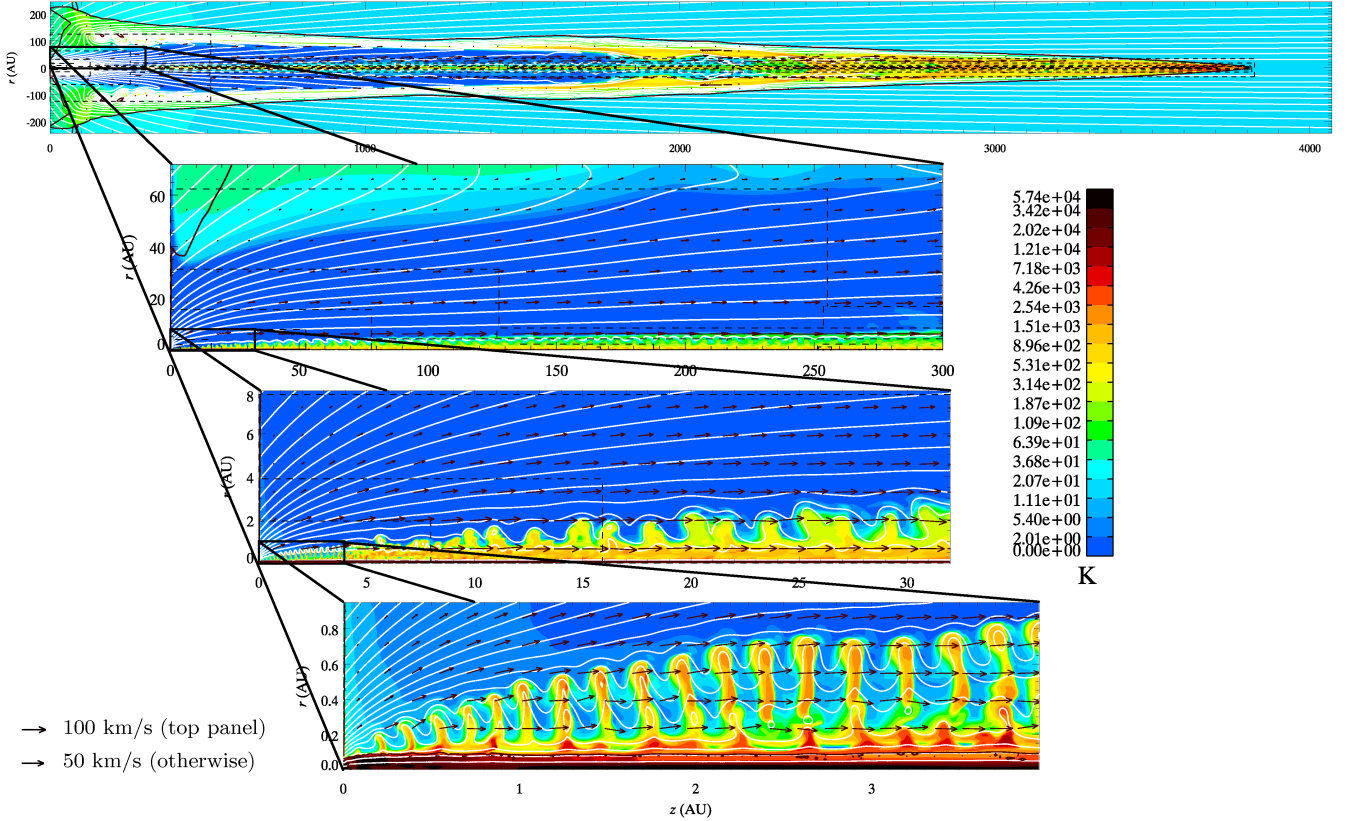 200
100
0
-100
-200
r (AU)
0
1000
2000
3000
4000
60
40
20
0
r (AU)
0
50
100
150
200
250
300
8
6
4
2
0
r (AU)
0
5
10
15
20
25
30
0.8
0.6
0.4
0.2
0.0
r (AU)
0
1
2
3
z (AU)
5.74e+04
3.42e+04
2.02e+04
1.21e+04
7.18e+03
4.26e+03
2.54e+03
1.51e+03
8.96e+02
5.31e+02
3.14e+02
1.87e+02
1.09e+02
6.39e+01
3.68e+01
2.07e+01
1.11e+01
5.40e+00
2.01e+00
0.00e+00
K
100 km/s (top panel)
50 km/s (otherwise)